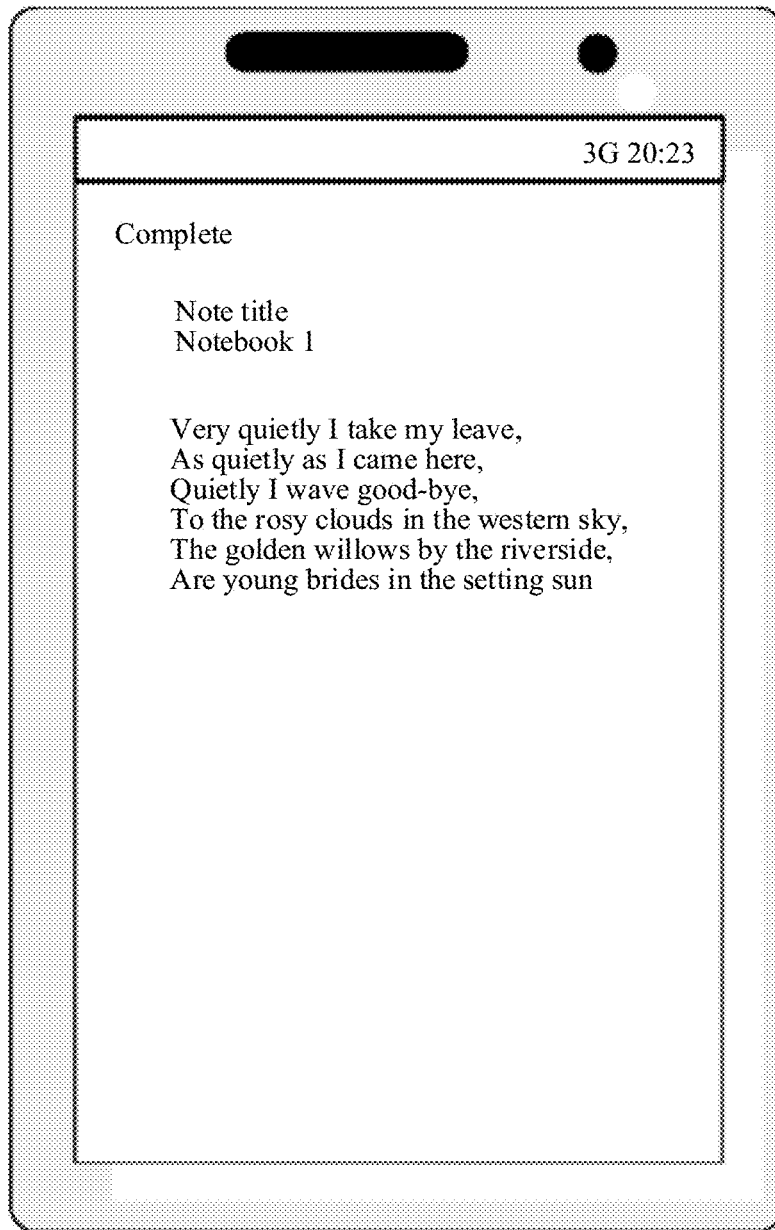 3G 20:23
Complete
Note title
Notebook 1
Very quietly I take my leave,
As quietly as I came here,
Quietly I wave good-bye,
To the rosy clouds in the western sky,
The golden willows by the riverside,
Are young brides in the setting sun